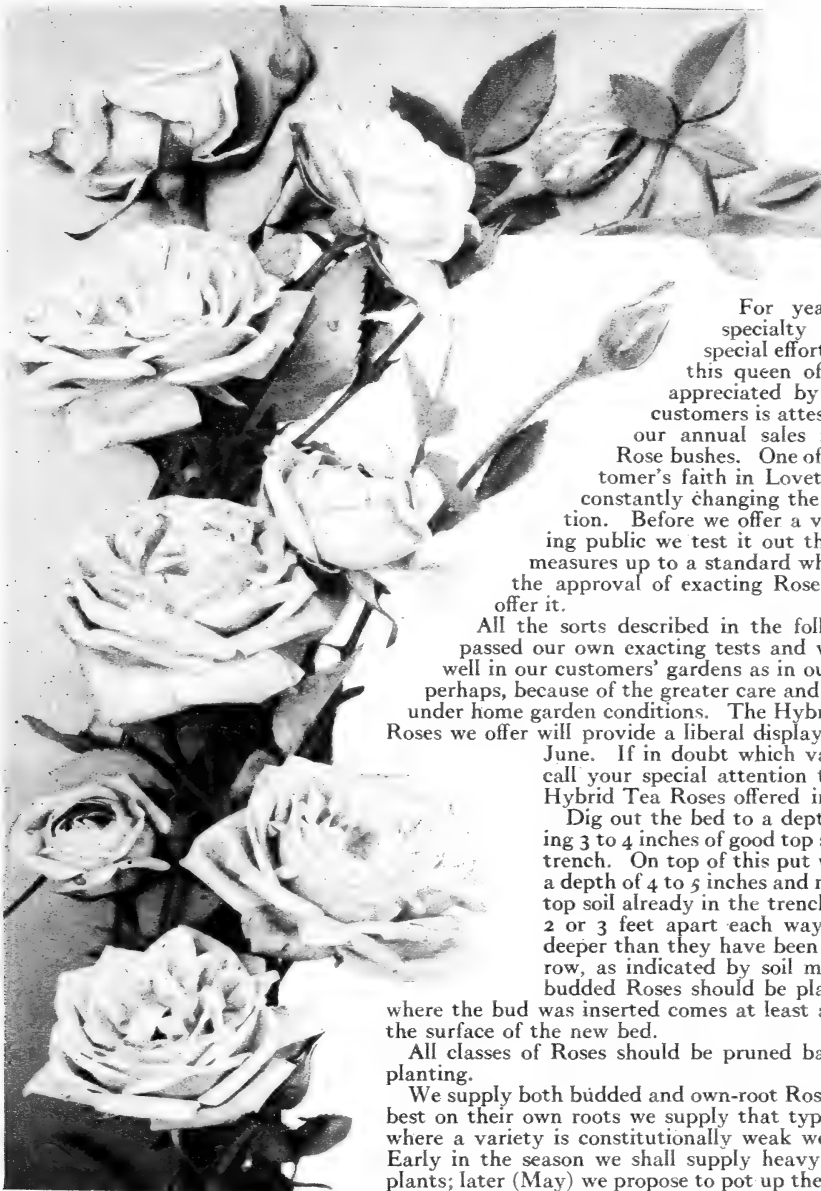 For yea
specialty
special effort
this queen of
appreciated by
customers is attes
our annual sales
Rose bushes. One of
tomer's faith in Lovet
constantly changing the
tion. Before we offer a v
ing public we test it out th
measures up to a standard wh
the approval of exacting Rose
offer it.
All the sorts described in the foll
passed our own exacting tests and v
well in our customers' gardens as in ou
perhaps, because of the greater care and
under home garden conditions. The Hybr
Roses we offer will provide a liberal display
June. If in doubt which va
call your special attention t
Hybrid Tea Roses offered in
Dig out the bed to a dept
ing 3 to 4 inches of good top s
trench. On top of this put
a depth of 4 to 5 inches and r
top soil already in the trench
2 or 3 feet apart each way
deeper than they have been
row, as indicated by soil m
budded Roses should be pla
where the bud was inserted comes at least a
the surface of the new bed.
All classes of Roses should be pruned ba
planting.
We supply both budded and own-root Ros
best on their own roots we supply that typ
where a variety is constitutionally weak we
Early in the season we shall supply heavy
plants; later (May) we propose to pot up the